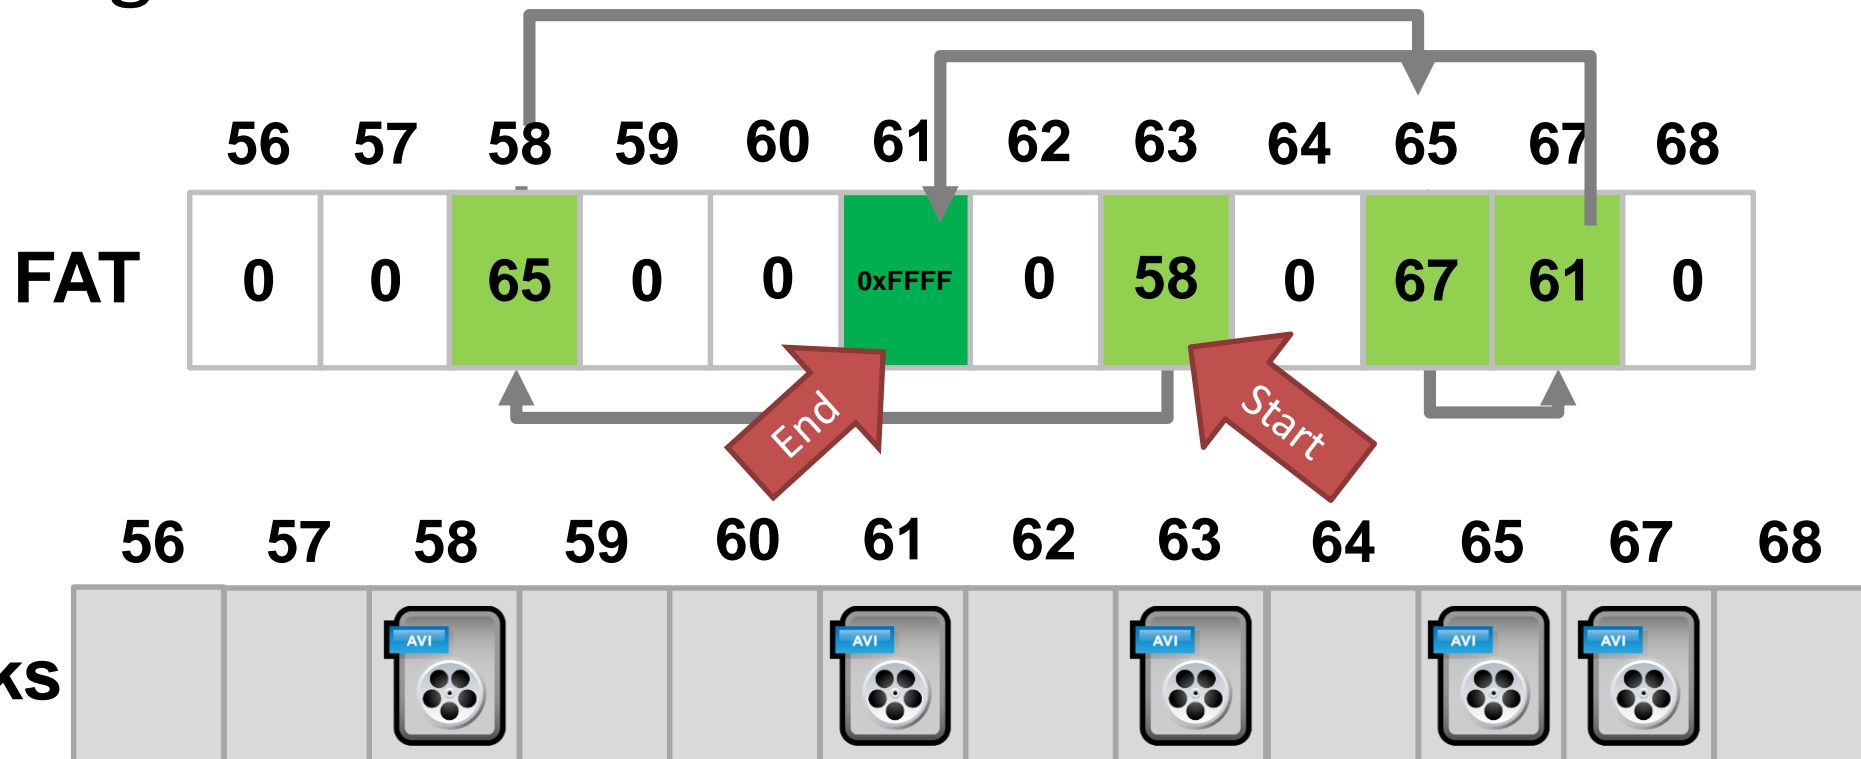 56 57 58 59 60 61 62 63 64 65 67 68
FAT 0 0 65 0 0 0xFFFF 0 58 0 67 61 0
End Start
56 57 58 59 60 61 62 63 64 65 67 68
AVI AVI AVI AVI AVI
ks